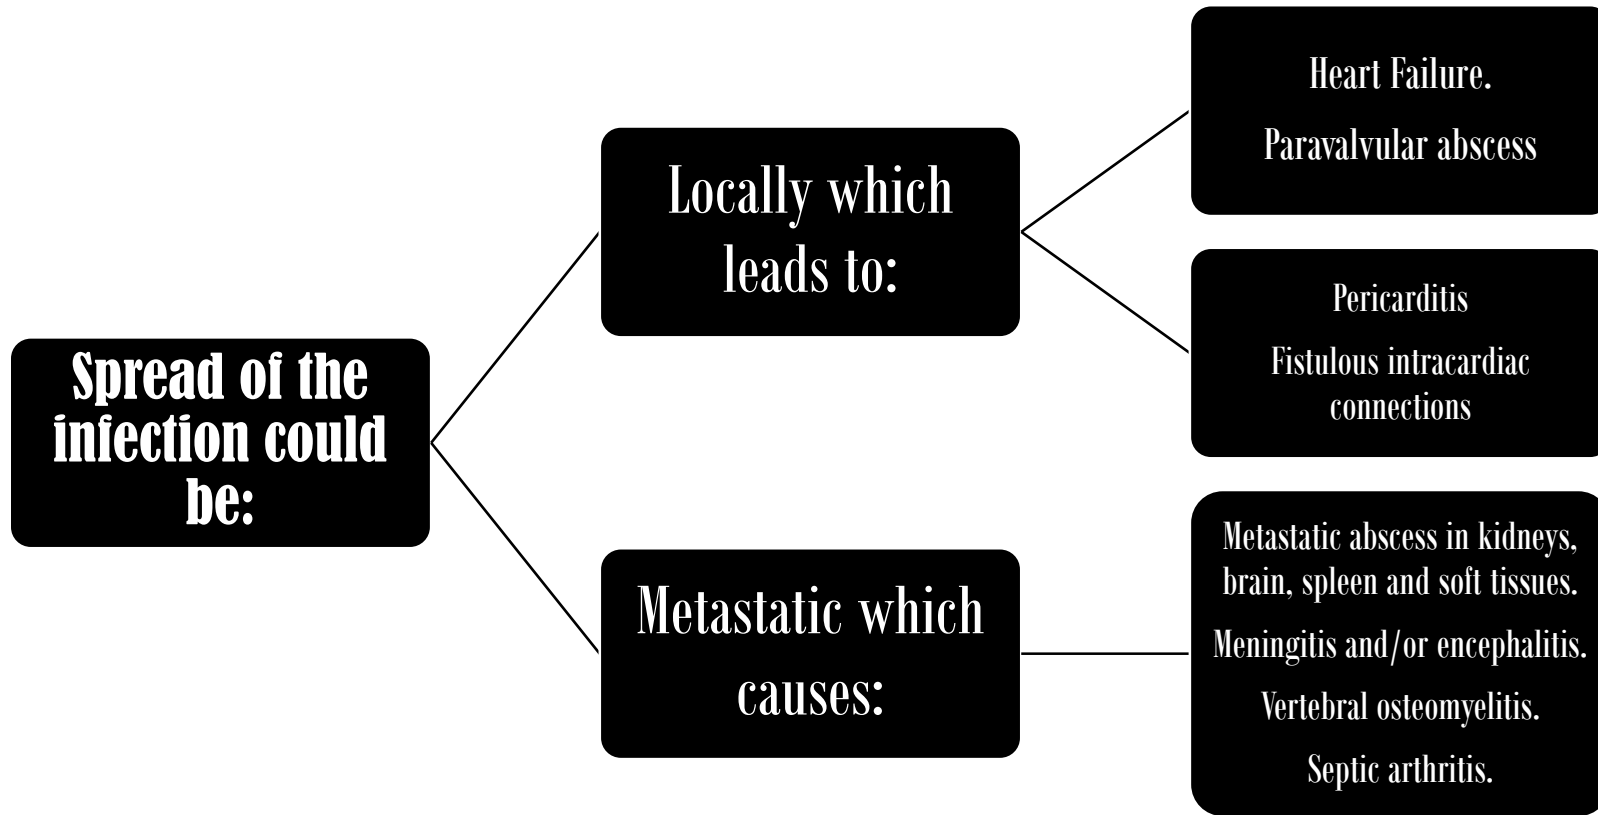 Spread of the
infection could
be:
Locally which
leads to:
Heart Failure.
Paravalvular abscess
Pericarditis
Fistulous intracardiac
connections
Metastatic which
causes:
Metastatic abscess in kidneys,
brain, spleen and soft tissues.
Meningitis and/or encephalitis.
Vertebral osteomyelitis.
Septic arthritis.